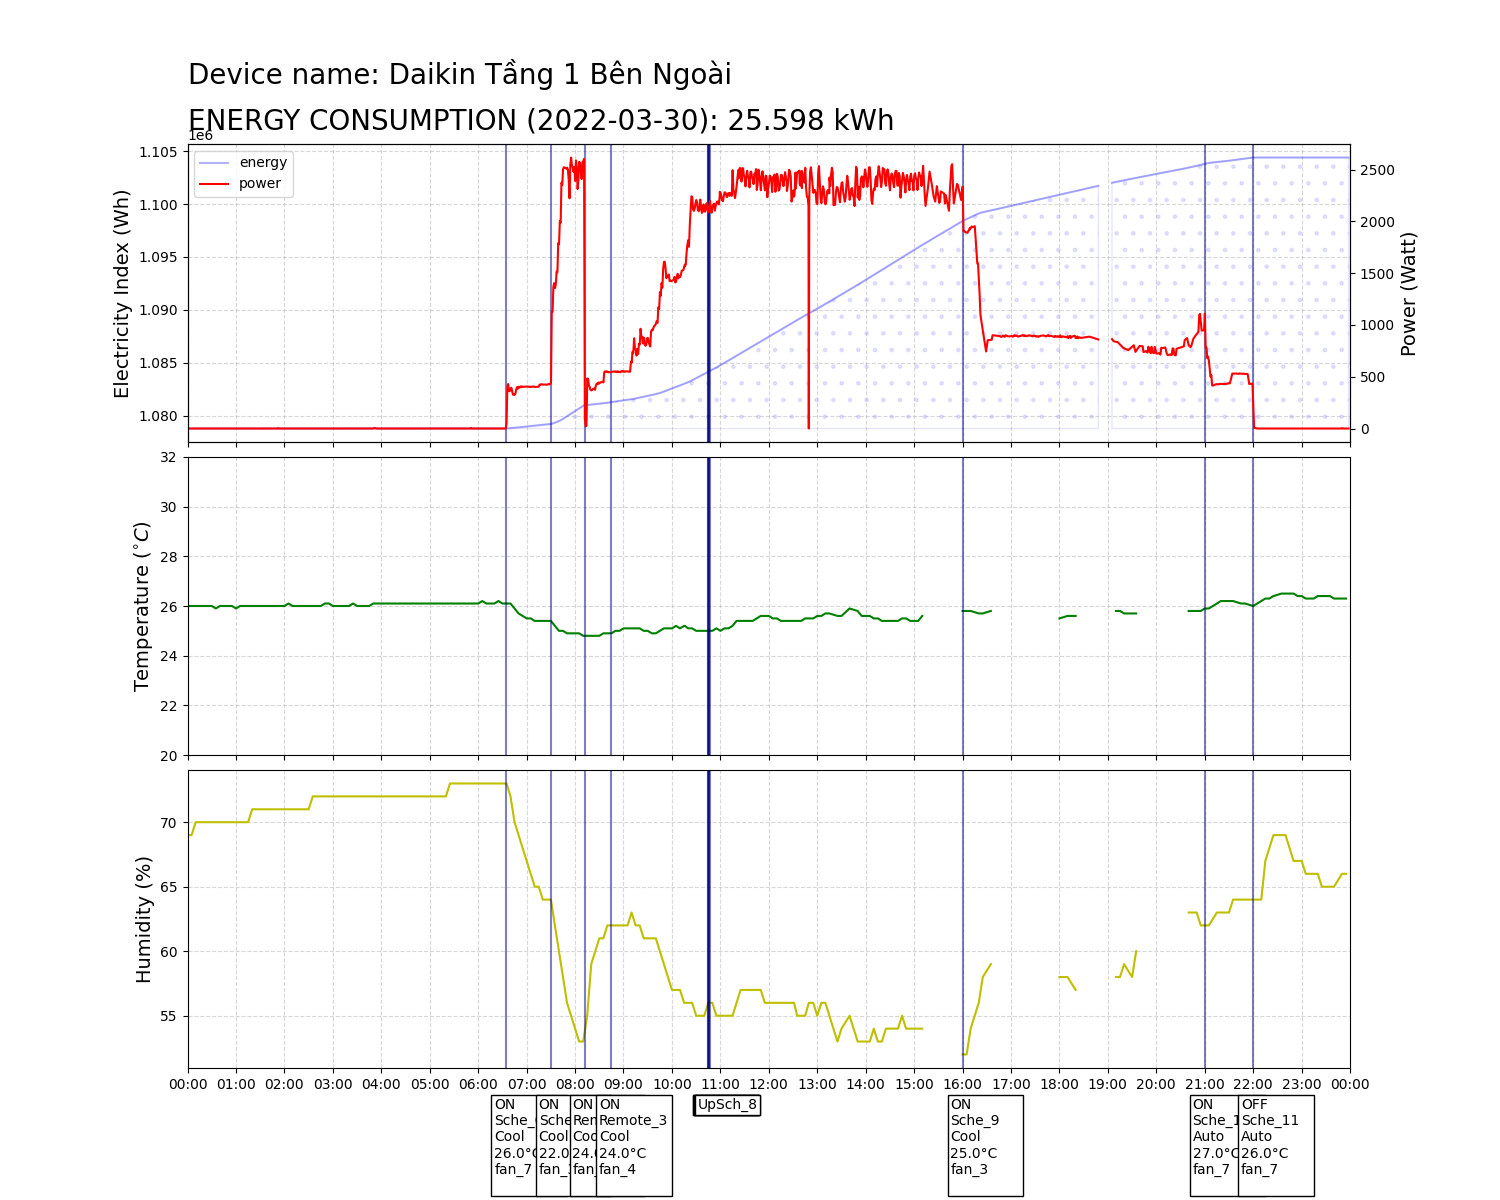 Device name: Daikin Tầng 1 Bên Ngoài
ENERGY CONSUMPTION (2022-03-30): 25.598 kWh
1e6
energy
power
1.105
1.100
1.095
1.090
1.085
1.080
Electricity Index (Wh)
2500
2000
1500
1000
500
0
Power (Watt)
32
30
28
26
24
22
20
Temperature (°C)
70
65
60
55
Humidity (%)
00:00 01:00 02:00 03:00 04:00 05:00 06:00 07:00 08:00 09:00 10:00 11:00 12:00 13:00 14:00 15:00 16:00 17:00 18:00 19:00 20:00 21:00 22:00 23:00 00:00
ON
Cool
26.0°C
fan_7
ON
Cool
22.0
ON
24.
ON
Remote_3
Cool
24.0°C
fan_4
UpSch_8
ON
Sche_9
Cool
25.0°C
fan_3
ON
Auto
27.0°C
fan_7
OFF
Sche_11
Auto
26.0°C
fan_7